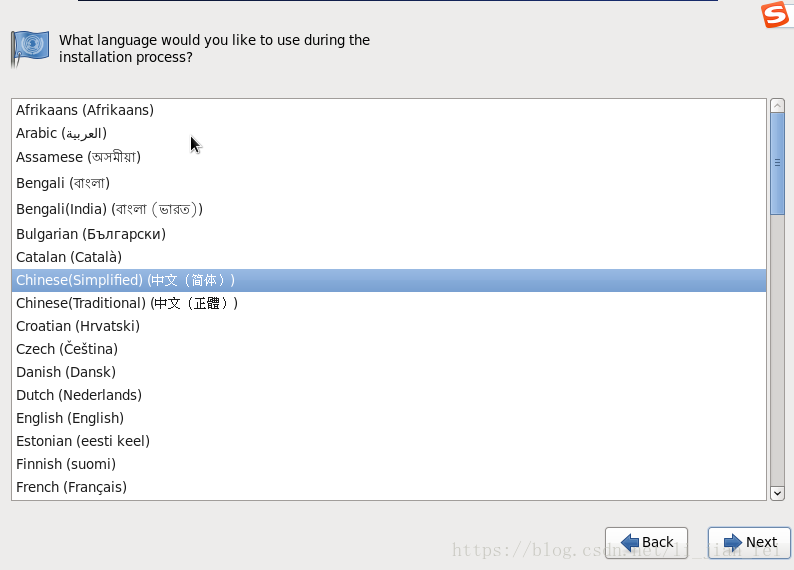 What language would you like to use during the
installation process?
Afrikaans (Afrikaans)
Arabic (العربية)
Assamese (অসমীয়া)
Bengali (বাংলা)
Bengali(India) (বাংলা (ভারত))
Bulgarian (Български)
Catalan (Català)
Chinese(Simplified) (中文（简体）)
Chinese(Traditional) (中文（正體）)
Croatian (Hrvatski)
Czech (Čeština)
Danish (Dansk)
Dutch (Nederlands)
English (English)
Estonian (eesti keel)
Finnish (suomi)
French (Français)
Back
Next
https://blog.csdn.net/li_jian_fei